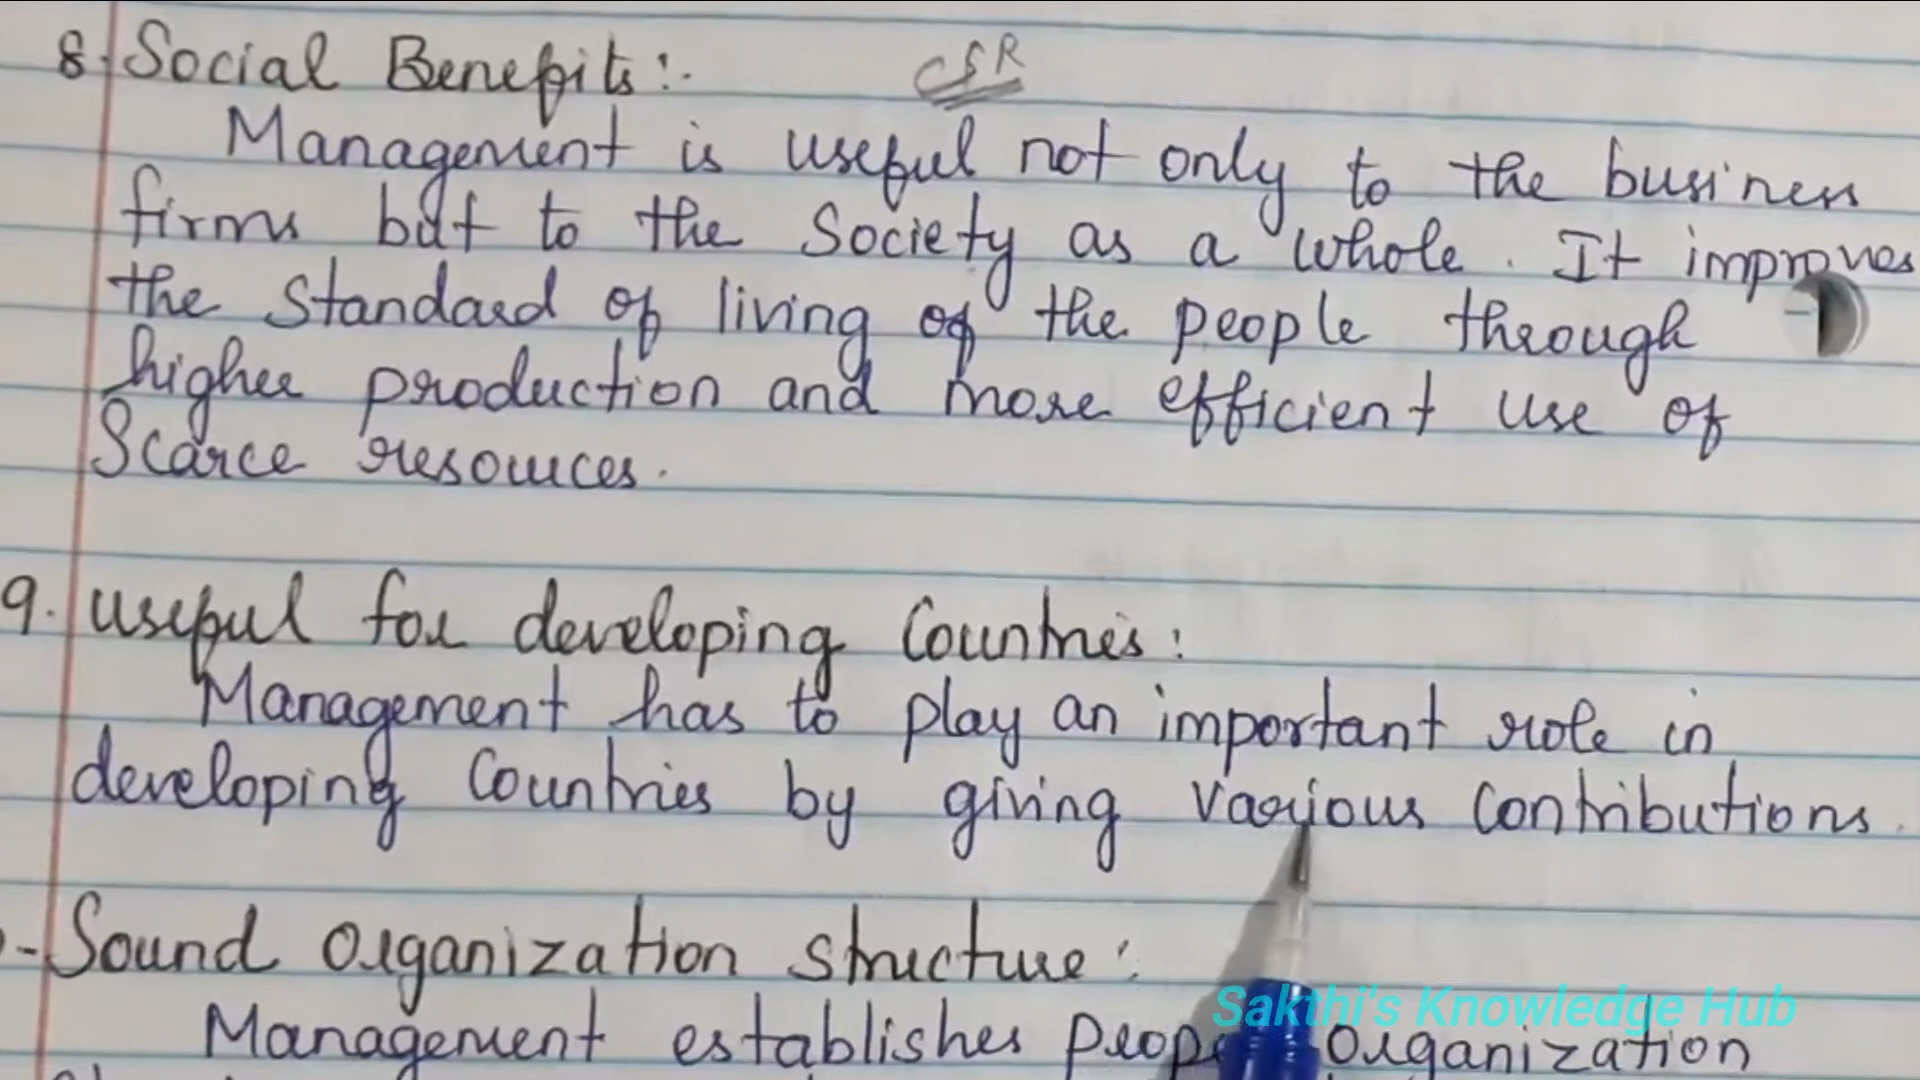 8. Social Benefits:-
CSR
Management is useful not only to the business
firms but to the Society as a whole. It improves
the standard of living of the people through
higher production and more efficient use of
Scarce resources.
9. Useful for developing Countries:
Management has to play an important role in
developing Countries by giving various Contributions.
Sound Organization structure:
Management establishes Organization
Sakthi's Knowledge Hub